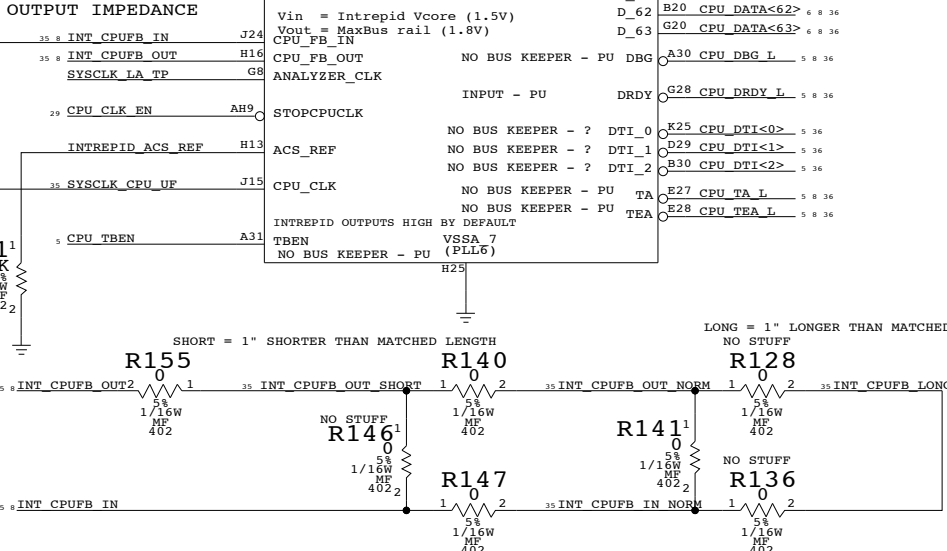 OUTPUT IMPEDANCE
Vin = Intrepid Vcore (1.5V)
Vout = MaxBus rail (1.8V)
35 8 INT_CPUFB_IN J24 CPU_FB_IN
35 8 INT_CPUFB_OUT H16 CPU_FB_OUT
SYSCLK_LA_TP G8 ANALYZER_CLK
29 CPU_CLK_EN AH9 STOPCPUCLK
INTREPID_ACS_REF H13 ACS_REF
35 SYSCLK_CPU_UF J15 CPU_CLK
INTREPID OUTPUTS HIGH BY DEFAULT
5 CPU_TBEN A31 TBEN
NO BUS KEEPER - PU
VSSA_7
(PLL6)
H25
D_62 B20 CPU_DATA<62> 6 8 36
D_63 G20 CPU_DATA<63> 6 8 36
NO BUS KEEPER - PU DBG A30 CPU_DBG_L 5 8 36
INPUT - PU DRDY G28 CPU_DRDY_L 5 8 36
NO BUS KEEPER - ? DTI_0 K25 CPU_DTI<0> 5 36
NO BUS KEEPER - ? DTI_1 D29 CPU_DTI<1> 5 36
NO BUS KEEPER - ? DTI_2 B30 CPU_DTI<2> 5 36
NO BUS KEEPER - PU TA E27 CPU_TA_L 5 8 36
NO BUS KEEPER - PU TEA E28 CPU_TEA_L 5 8 36
1
1
K
%
W
F
2
2
SHORT = 1" SHORTER THAN MATCHED LENGTH
LONG = 1" LONGER THAN MATCHED
5 8 INT_CPUFB_OUT
R155
0
2 1
5%
1/16W
MF
402
35 INT_CPUFB_OUT_SHORT
R140
0
1 2
5%
1/16W
MF
402
35 INT_CPUFB_OUT_NORM
NO STUFF
R128
0
1 2
5%
1/16W
MF
402
35 INT_CPUFB_LONG
NO STUFF
R146
1
0
5%
1/16W
MF
402
2
R141
1
0
5%
1/16W
MF
402
2
5 8 INT_CPUFB_IN
R147
0
1 2
5%
1/16W
MF
402
35 INT_CPUFB_IN_NORM
NO STUFF
R136
0
1 2
5%
1/16W
MF
402